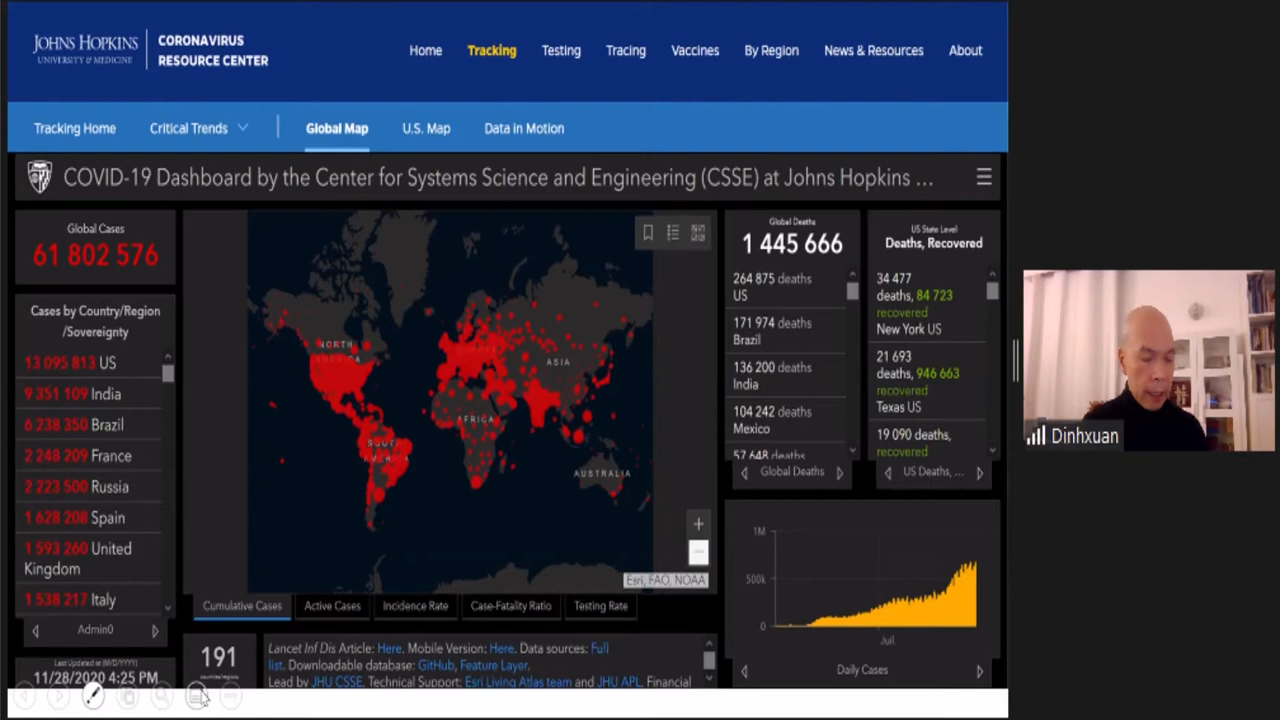 JOHNS HOPKINS
UNIVERSITY & MEDICINE
CORONAVIRUS
RESOURCE CENTER
Home
Tracking
Testing
Tracing
Vaccines
By Region
News & Resources
About
Tracking Home
Critical Trends
Global Map
U.S. Map
Data in Motion
COVID-19 Dashboard by the Center for Systems Science and Engineering (CSSE) at Johns Hopkins ...
Global Cases
61 802 576
Cases by Country/Region
/Sovereignty
13 095 813 US
9 351 109 India
6 238 350 Brazil
2 248 209 France
2 223 500 Russia
1 628 208 Spain
1 593 260 United
Kingdom
1 538 217 Italy
Admin0
Last Updated at (M/D/YYYY)
11/28/2020 4:25 PM
NORTH
AMERICA
SOUTH
AMERICA
AFRICA
ASIA
AUSTRALIA
Esri, FAO, NOAA
Cumulative Cases
Active Cases
Incidence Rate
Case-Fatality Ratio
Testing Rate
191
countries/regions
Lancet Inf Dis Article: Here. Mobile Version: Here. Data sources: Full
list. Downloadable database: GitHub, Feature Layer.
Lead by JHU CSSE. Technical Support: Esri Living Atlas team and JHU APL. Financial
Global Deaths
1 445 666
264 875 deaths
US
171 974 deaths
Brazil
136 200 deaths
India
104 242 deaths
Mexico
57 648 deaths
Global Deaths
US State Level
Deaths, Recovered
34 477
deaths, 84 723
recovered
New York US
21 693
deaths, 946 663
recovered
Texas US
19 090 deaths,
recovered
US Deaths, ...
1M
500k
0
Juil.
Daily Cases
Dinhxuan